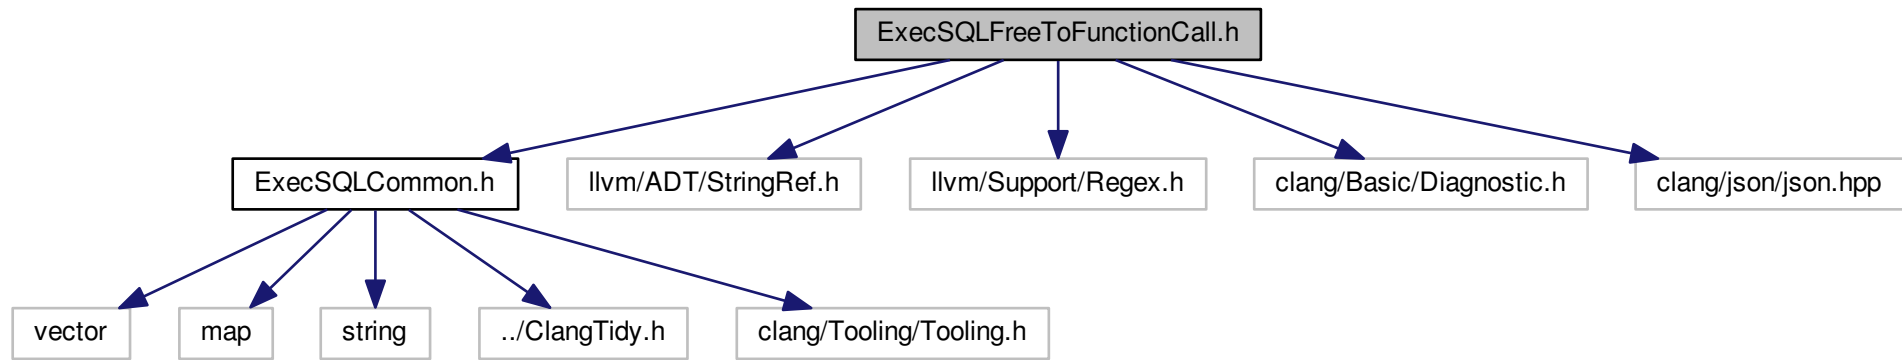 ExecSQLFreeToFunctionCall.h
ExecSQLCommon.h
llvm/ADT/StringRef.h
llvm/Support/Regex.h
clang/Basic/Diagnostic.h
clang/json/json.hpp
vector
map
string
../ClangTidy.h
clang/Tooling/Tooling.h